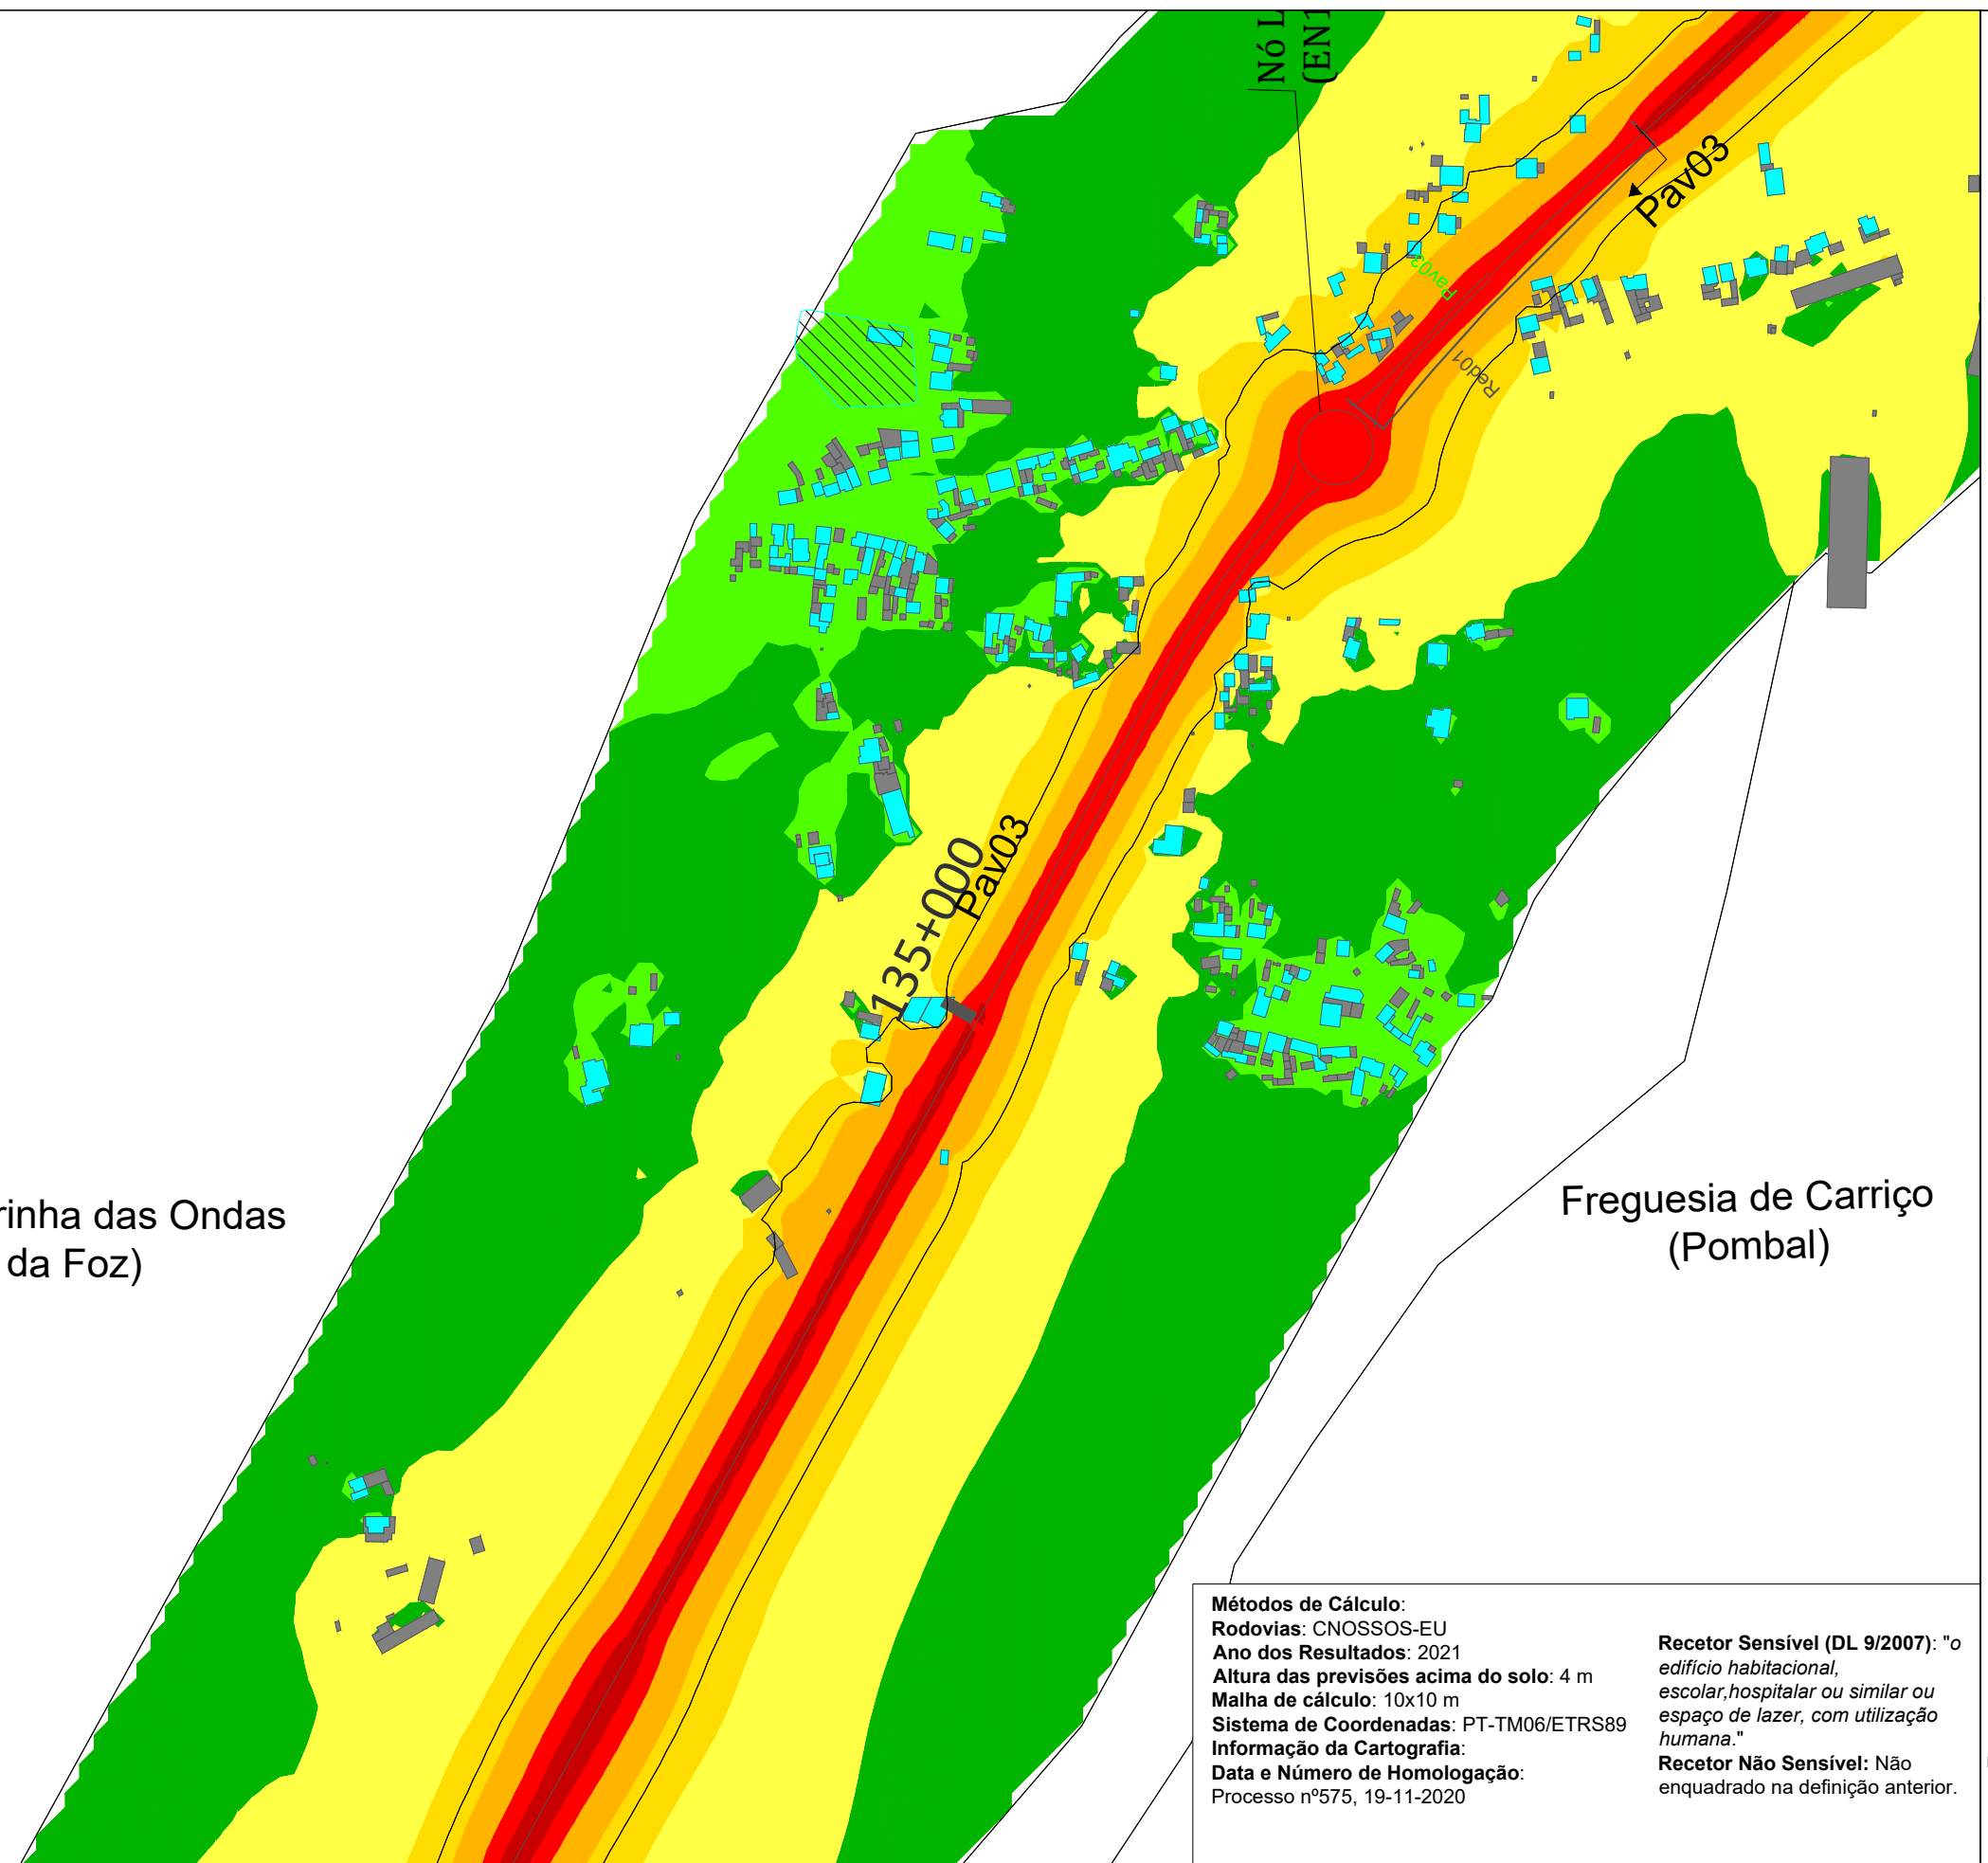 Nó L
(EN1
Pav03
Pav03
Red01
135+000
Pav03
rinha das Ondas
da Foz)
Freguesia de Carriço
(Pombal)
Métodos de Cálculo:
Rodovias: CNOSSOS-EU
Ano dos Resultados: 2021
Altura das previsões acima do solo: 4 m
Malha de cálculo: 10x10 m
Sistema de Coordenadas: PT-TM06/ETRS89
Informação da Cartografia:
Data e Número de Homologação:
Processo nº575, 19-11-2020
Recetor Sensível (DL 9/2007): "o
edifício habitacional,
escolar,hospitalar ou similar ou
espaço de lazer, com utilização
humana."
Recetor Não Sensível: Não
enquadrado na definição anterior.